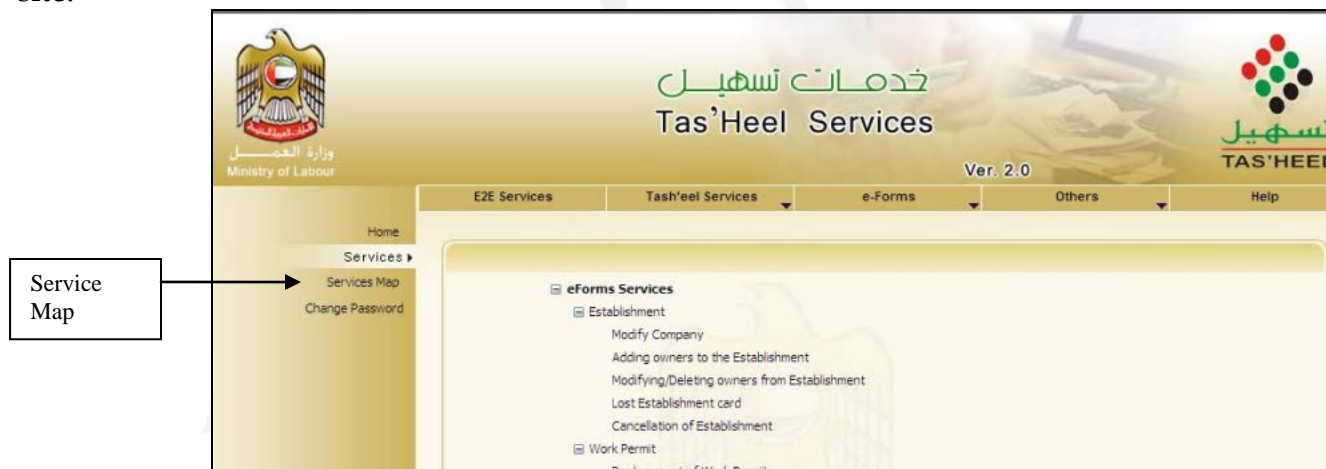 site.
خدمات تسهيل
Tas'Heel Services
Ver. 2.0
وزارة العمل
Ministry of Labour
تسهيل
TAS'HEEL
E2E Services
Tash'eel Services
e-Forms
Others
Help
Home
Services
Services Map
Change Password
Service
Map
eForms Services
Establishment
Modify Company
Adding owners to the Establishment
Modifying/Deleting owners from Establishment
Lost Establishment card
Cancellation of Establishment
Work Permit